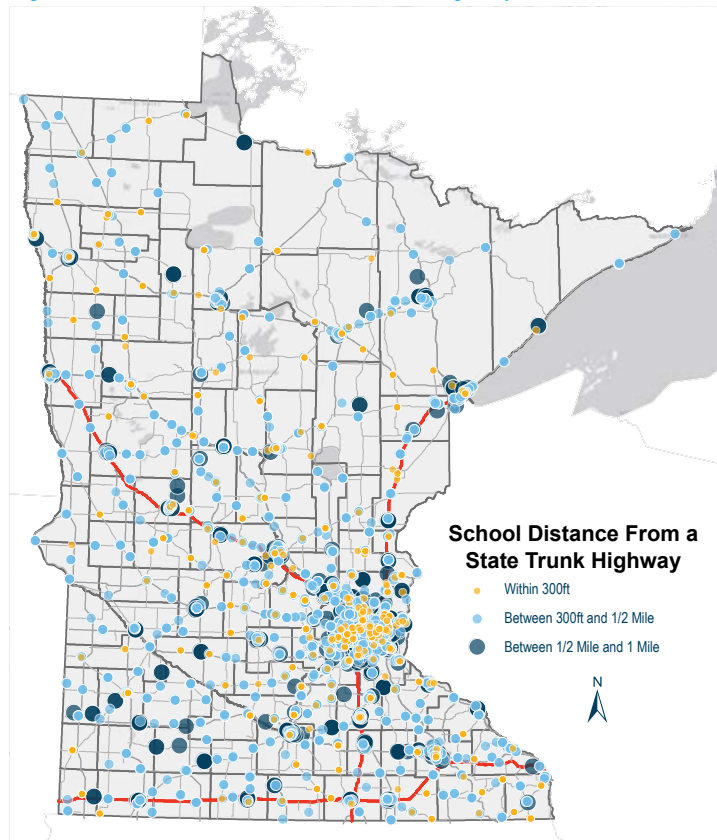 School Distance From a
State Trunk Highway
Within 300ft
Between 300ft and 1/2 Mile
Between 1/2 Mile and 1 Mile
N